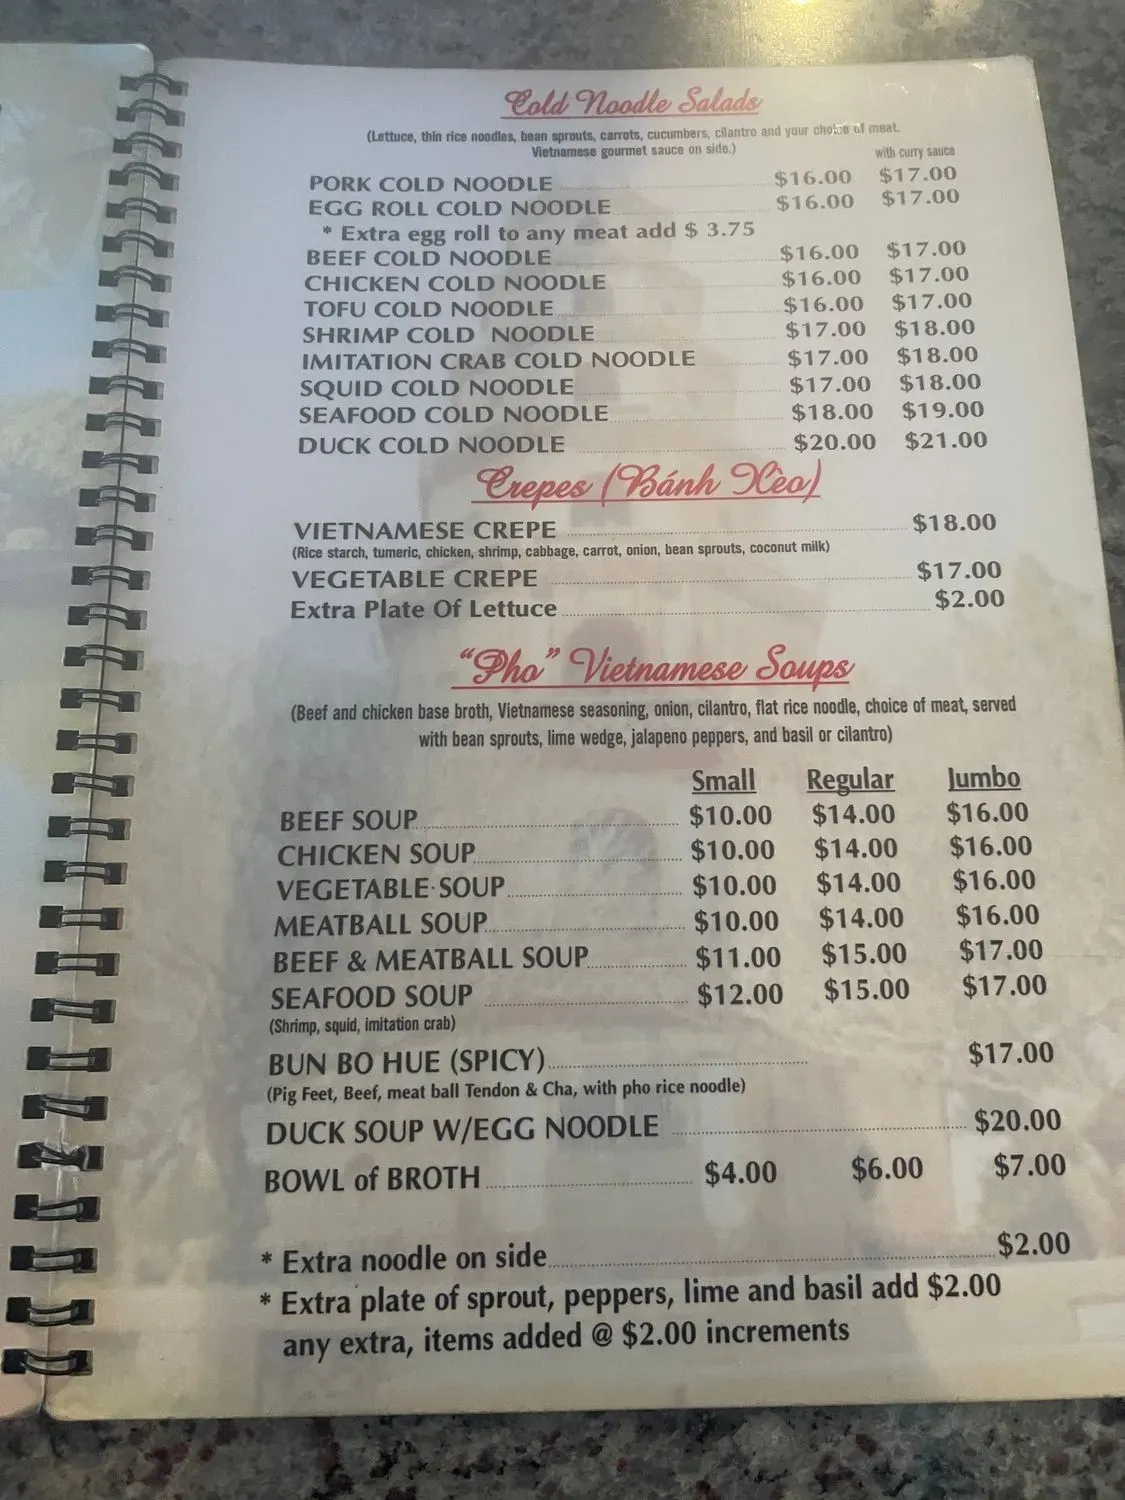 Cold Noodle Salads
(Lettuce, thin rice noodles, bean sprouts, carrots, cucumbers, cilantro and your choice of meat.
Vietnamese gourmet sauce on side.) with curry sauce
PORK COLD NOODLE $16.00 $17.00
EGG ROLL COLD NOODLE $16.00 $17.00
* Extra egg roll to any meat add $ 3.75
BEEF COLD NOODLE $16.00 $17.00
CHICKEN COLD NOODLE $16.00 $17.00
TOFU COLD NOODLE $16.00 $17.00
SHRIMP COLD NOODLE $17.00 $18.00
IMITATION CRAB COLD NOODLE $17.00 $18.00
SQUID COLD NOODLE $17.00 $18.00
SEAFOOD COLD NOODLE $18.00 $19.00
DUCK COLD NOODLE $20.00 $21.00
Crepes (Bánh Xèo)
VIETNAMESE CREPE $18.00
(Rice starch, tumeric, chicken, shrimp, cabbage, carrot, onion, bean sprouts, coconut milk)
VEGETABLE CREPE $17.00
Extra Plate Of Lettuce $2.00
"Pho" Vietnamese Soups
(Beef and chicken base broth, Vietnamese seasoning, onion, cilantro, flat rice noodle, choice of meat, served
with bean sprouts, lime wedge, jalapeno peppers, and basil or cilantro)
Small Regular Jumbo
BEEF SOUP $10.00 $14.00 $16.00
CHICKEN SOUP $10.00 $14.00 $16.00
VEGETABLE SOUP $10.00 $14.00 $16.00
MEATBALL SOUP $10.00 $14.00 $16.00
BEEF & MEATBALL SOUP $11.00 $15.00 $17.00
SEAFOOD SOUP $12.00 $15.00 $17.00
(Shrimp, squid, imitation crab)
BUN BO HUE (SPICY) $17.00
(Pig Feet, Beef, meat ball Tendon & Cha, with pho rice noodle)
DUCK SOUP W/EGG NOODLE $20.00
BOWL of BROTH $4.00 $6.00 $7.00
* Extra noodle on side $2.00
* Extra plate of sprout, peppers, lime and basil add $2.00
any extra, items added @ $2.00 increments